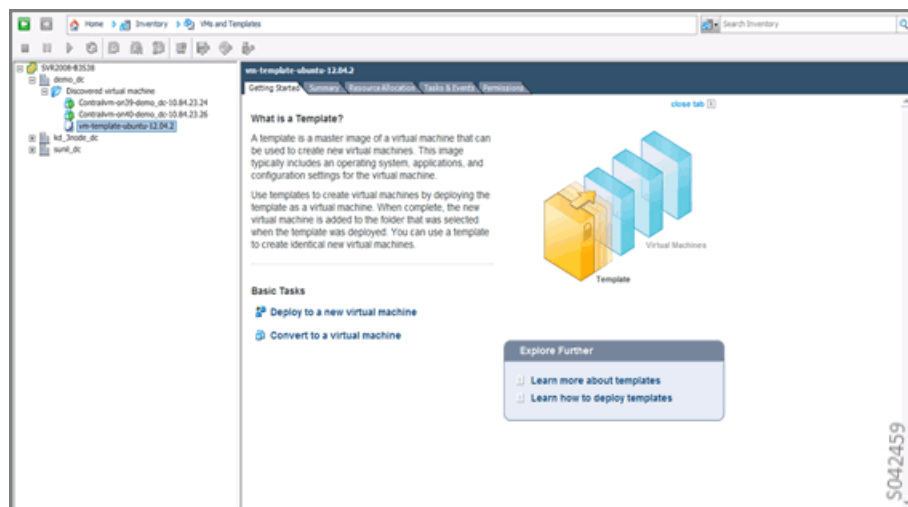 Home Inventory VMs and Templates
Search Inventory
SVR2008-B3538
demo_dc
Discovered virtual machine
Contrailvm-on39-demo_dc-10.84.23.24
Contrailvm-on40-demo_dc-10.84.23.26
vm-template-ubuntu-12.04.2
kd_3node_dc
sunil_dc
vm-template-ubuntu-12.04.2
Getting Started Summary Resource Allocation Tasks & Events Permissions
close tab
What is a Template?
A template is a master image of a virtual machine that can
be used to create new virtual machines. This image
typically includes an operating system, applications, and
configuration settings for the virtual machine.
Use templates to create virtual machines by deploying the
template as a virtual machine. When complete, the new
virtual machine is added to the folder that was selected
when the template was deployed. You can use a template
to create identical new virtual machines.
Virtual Machines
Template
Basic Tasks
Deploy to a new virtual machine
Convert to a virtual machine
Explore Further
Learn more about templates
Learn how to deploy templates
S042459